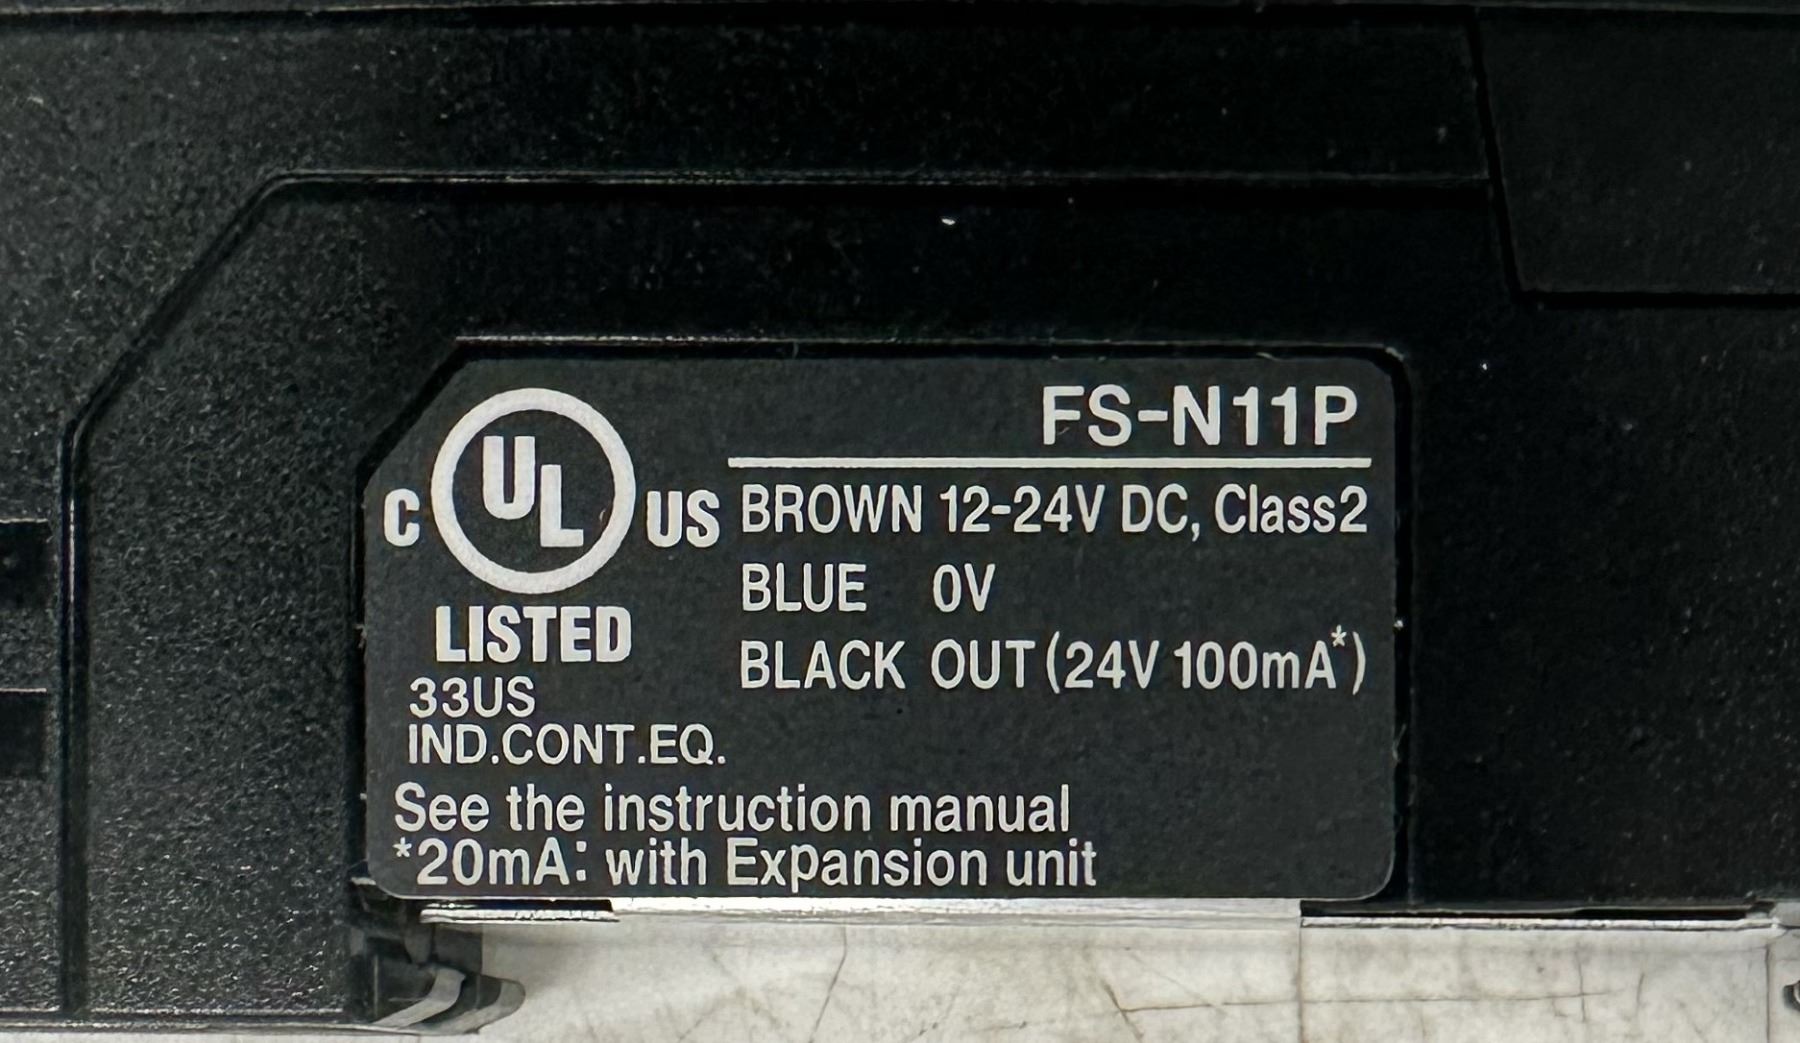 FS-N11P
C UL US
LISTED
33US
IND.CONT.EQ.
BROWN 12-24V DC, Class2
BLUE 0V
BLACK OUT (24V 100mA*)
See the instruction manual
*20mA: with Expansion unit